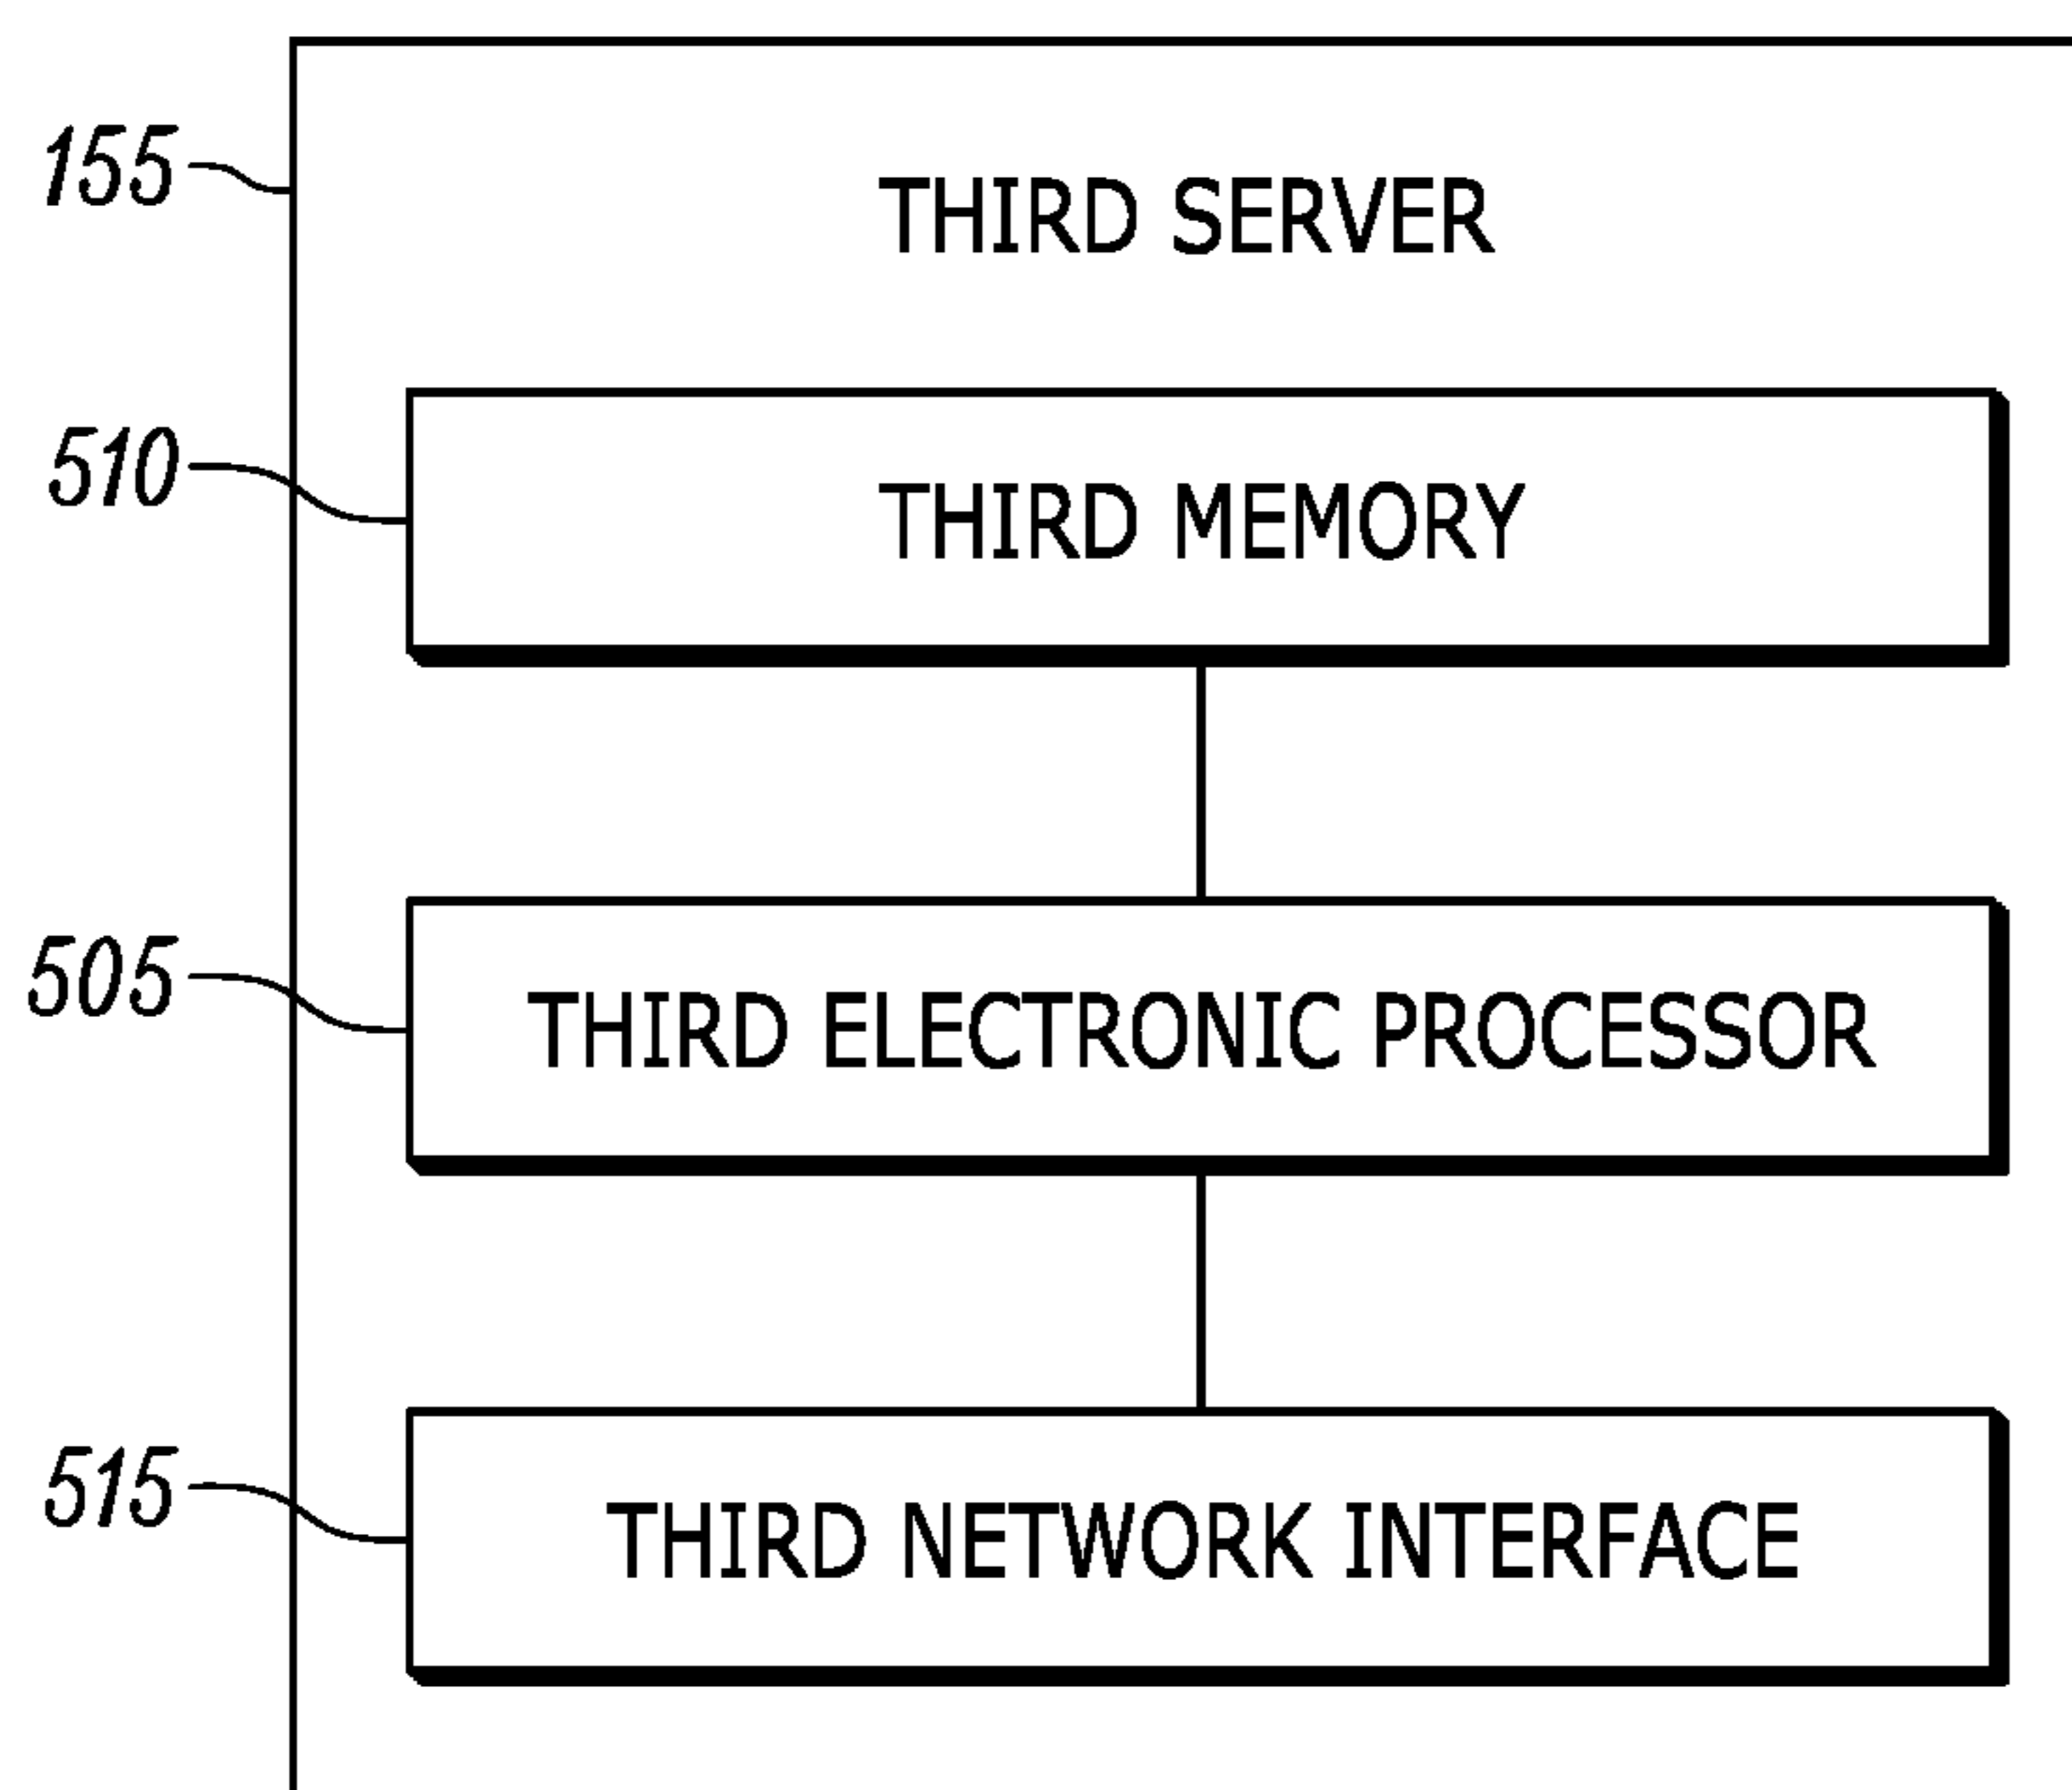 155
THIRD SERVER
510
THIRD MEMORY
505
THIRD ELECTRONIC PROCESSOR
515
THIRD NETWORK INTERFACE